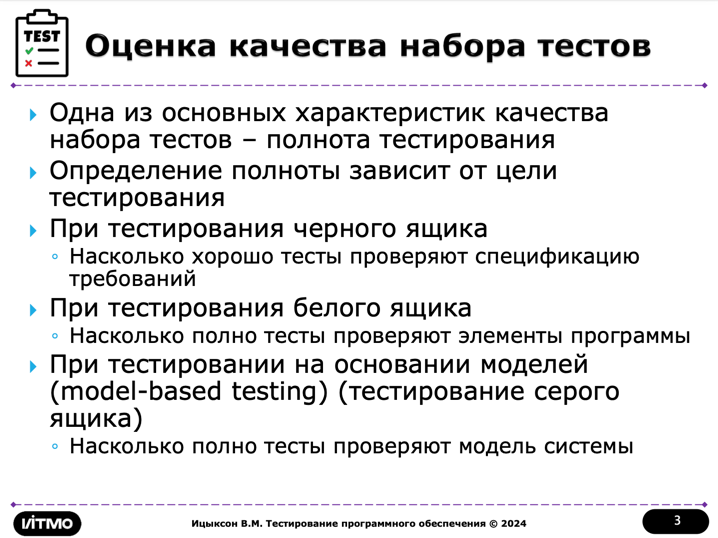 TEST
Оценка качества набора тестов
Одна из основных характеристик качества
набора тестов – полнота тестирования
Определение полноты зависит от цели
тестирования
При тестирования черного ящика
Насколько хорошо тесты проверяют спецификацию
требований
При тестирования белого ящика
Насколько полно тесты проверяют элементы программы
При тестировании на основании моделей
(model-based testing) (тестирование серого
ящика)
Насколько полно тесты проверяют модель системы
ИТМО
Ицыксон В.М. Тестирование программного обеспечения © 2024
3